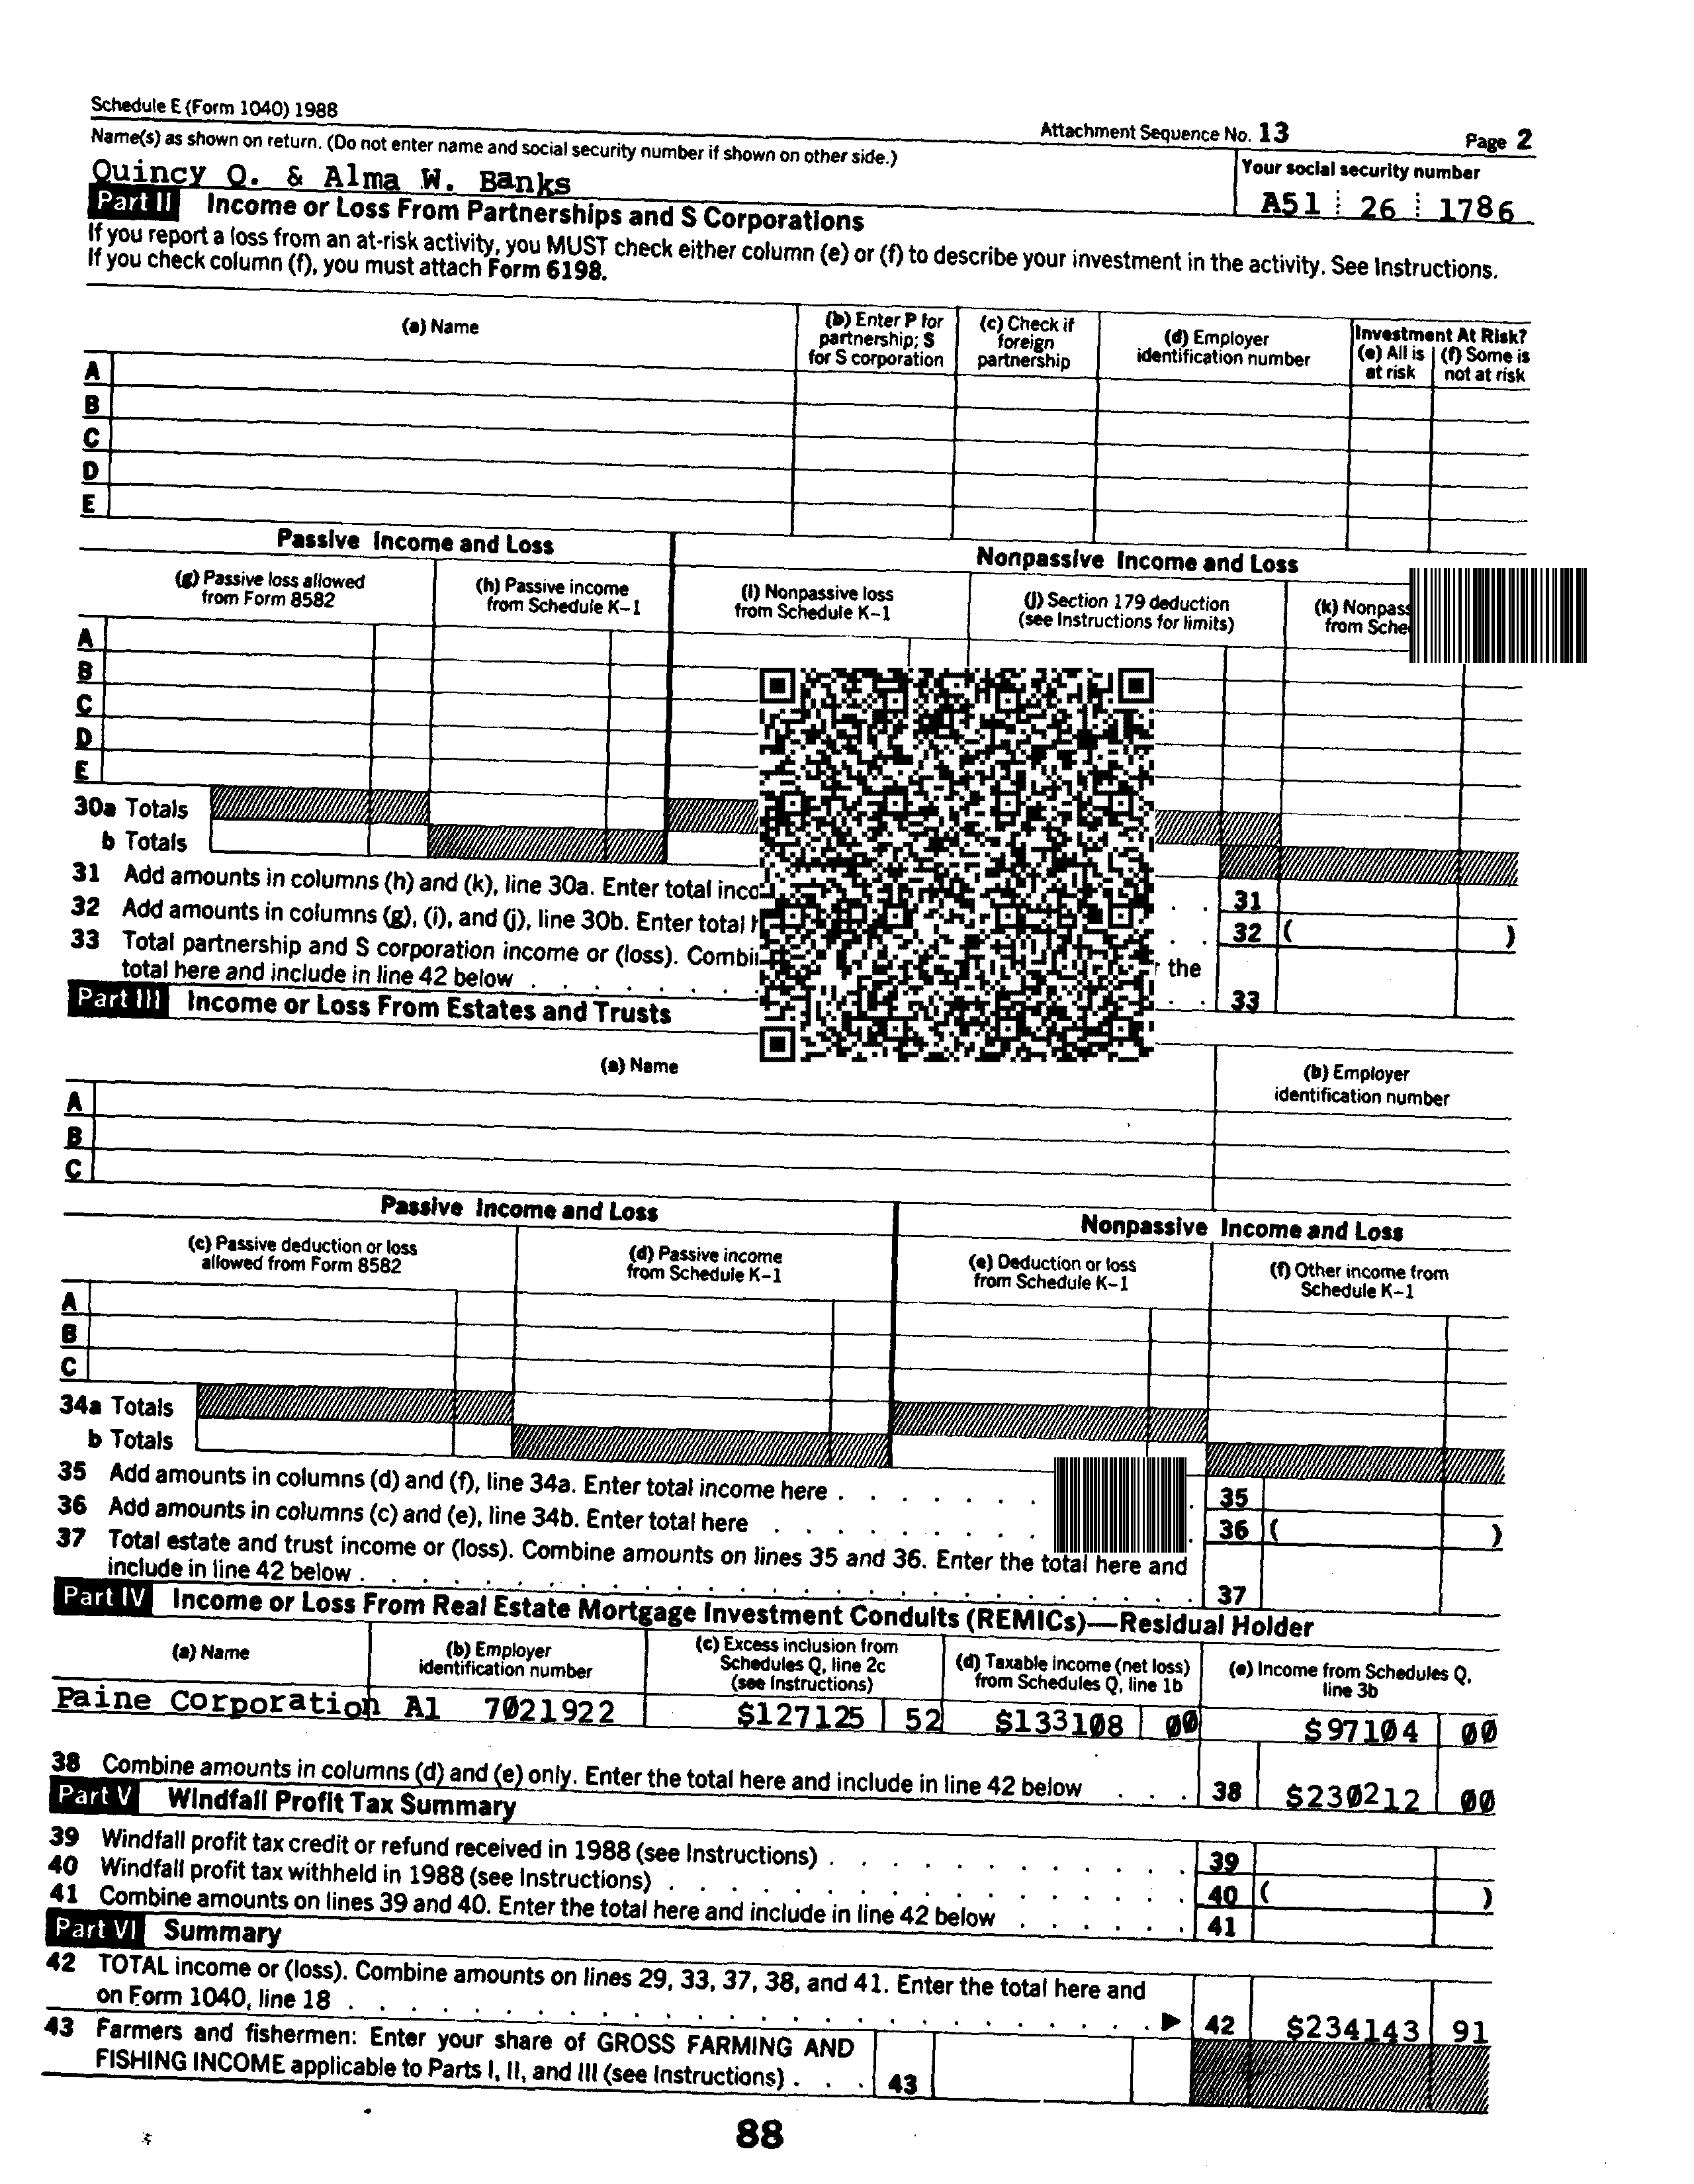 Schedule E (Form 1040) 1988
Attachment Sequence No. 13
Page 2
Name(s) as shown on return. (Do not enter name and social security number if shown on other side.)
Your social security number
Quincy Q. & Alma W. Banks
A51 26 1786
Part II Income or Loss From Partnerships and S Corporations
If you report a loss from an at-risk activity, you MUST check either column (e) or (f) to describe your investment in the activity. See Instructions.
If you check column (f), you must attach Form 6198.
(a) Name
(b) Enter P for partnership; S for S corporation
(c) Check if foreign partnership
(d) Employer identification number
Investment At Risk?
(e) All is at risk
(f) Some is not at risk
A
B
C
D
E
Passive Income and Loss
Nonpassive Income and Loss
(g) Passive loss allowed from Form 8582
(h) Passive income from Schedule K–1
(i) Nonpassive loss from Schedule K–1
(j) Section 179 deduction (see Instructions for limits)
(k) Nonpass
from Sche
A
B
C
D
E
30a Totals
b Totals
31 Add amounts in columns (h) and (k), line 30a. Enter total inco . . 31
32 Add amounts in columns (g), (i), and (j), line 30b. Enter total . . 32 ( )
33 Total partnership and S corporation income or (loss). Combi the
total here and include in line 42 below . . . . . . . . . 33
Part III Income or Loss From Estates and Trusts
(a) Name
(b) Employer identification number
A
B
C
Passive Income and Loss
Nonpassive Income and Loss
(c) Passive deduction or loss allowed from Form 8582
(d) Passive income from Schedule K–1
(e) Deduction or loss from Schedule K–1
(f) Other income from Schedule K–1
A
B
C
34a Totals
b Totals
35 Add amounts in columns (d) and (f), line 34a. Enter total income here . . . . . . . . 35
36 Add amounts in columns (c) and (e), line 34b. Enter total here . . . . . . . . . . 36 ( )
37 Total estate and trust income or (loss). Combine amounts on lines 35 and 36. Enter the total here and
include in line 42 below . . . . . . . . . . . . . . . . . . . . . . 37
Part IV Income or Loss From Real Estate Mortgage Investment Conduits (REMICs)—Residual Holder
(a) Name
(b) Employer identification number
(c) Excess inclusion from Schedules Q, line 2c (see Instructions)
(d) Taxable income (net loss) from Schedules Q, line 1b
(e) Income from Schedules Q, line 3b
Paine Corporation A1 7021922 $127125 52 $133108 00 $97104 00
38 Combine amounts in columns (d) and (e) only. Enter the total here and include in line 42 below . . . 38 $230212 00
Part V Windfall Profit Tax Summary
39 Windfall profit tax credit or refund received in 1988 (see Instructions) . . . . . . . . . . 39
40 Windfall profit tax withheld in 1988 (see Instructions) . . . . . . . . . . . . . . 40 ( )
41 Combine amounts on lines 39 and 40. Enter the total here and include in line 42 below . . . . . . 41
Part VI Summary
42 TOTAL income or (loss). Combine amounts on lines 29, 33, 37, 38, and 41. Enter the total here and
on Form 1040, line 18 . . . . . . . . . . . . . . . . . . . . ▶ 42 $234143 91
43 Farmers and fishermen: Enter your share of GROSS FARMING AND
FISHING INCOME applicable to Parts I, II, and III (see Instructions) . . . 43
88